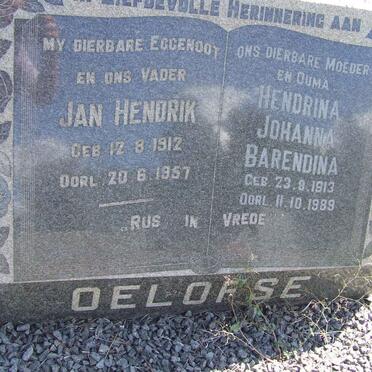 LIEFDEVOLLE HERINNERING AAN
MY DIERBARE EGGENOOT
EN ONS VADER
JAN HENDRIK
GEB. 12·8·1912
OORL. 20·6·1957
ONS DIERBARE MOEDER
EN OUMA
HENDRINA
JOHANNA
BARENDINA
GEB. 23.9.1913
OORL. 11.10.1989
RUS IN VREDE
OELOFSE